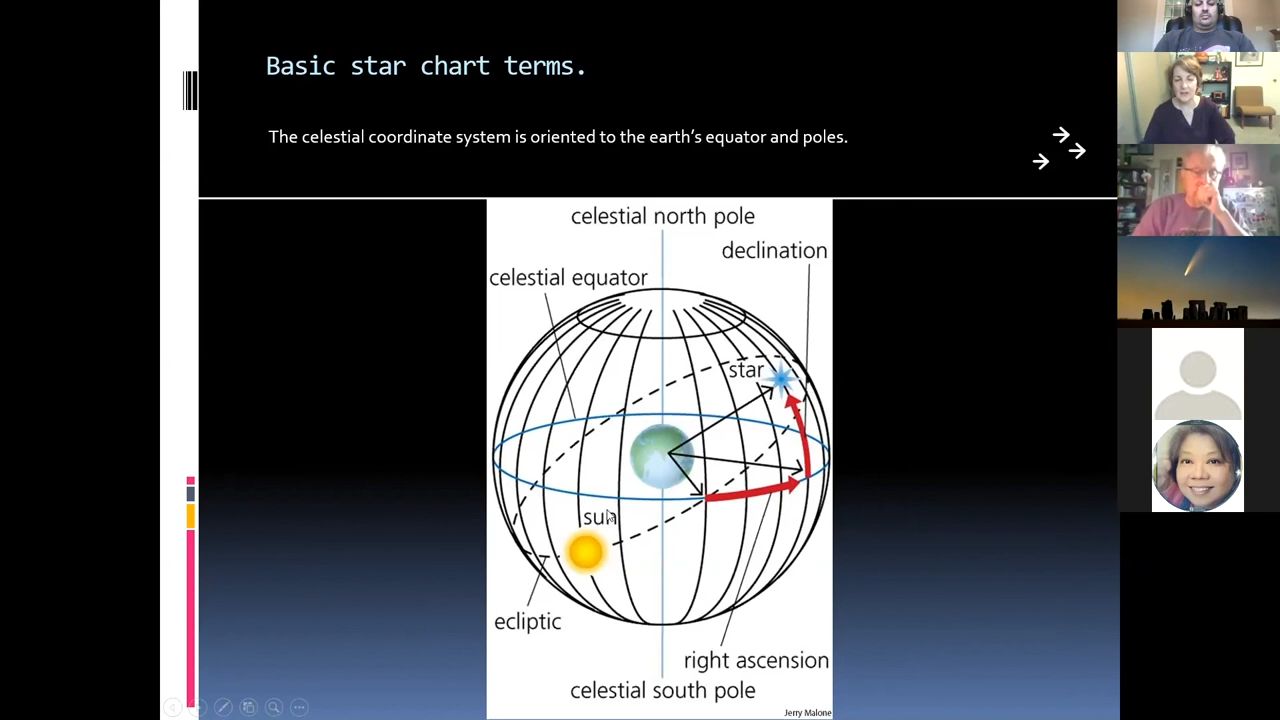 Basic star chart terms.
The celestial coordinate system is oriented to the earth's equator and poles.
celestial north pole
declination
celestial equator
star
sun
ecliptic
right ascension
celestial south pole
Jerry Malone